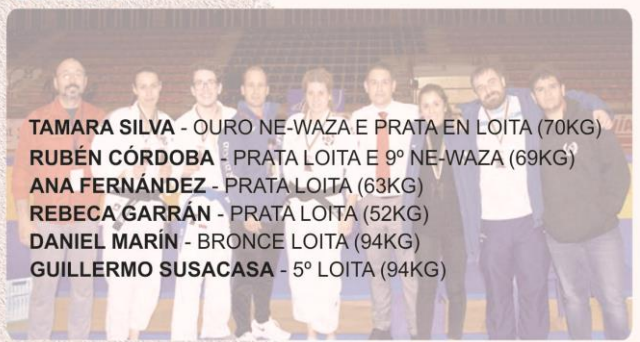 TAMARA SILVA - OURO NE-WAZA E PRATA EN LOITA (70KG)
RUBÉN CÓRDOBA - PRATA LOITA E 9º NE-WAZA (69KG)
ANA FERNÁNDEZ - PRATA LOITA (63KG)
REBECA GARRÁN - PRATA LOITA (52KG)
DANIEL MARÍN - BRONCE LOITA (94KG)
GUILLERMO SUSACASA - 5º LOITA (94KG)